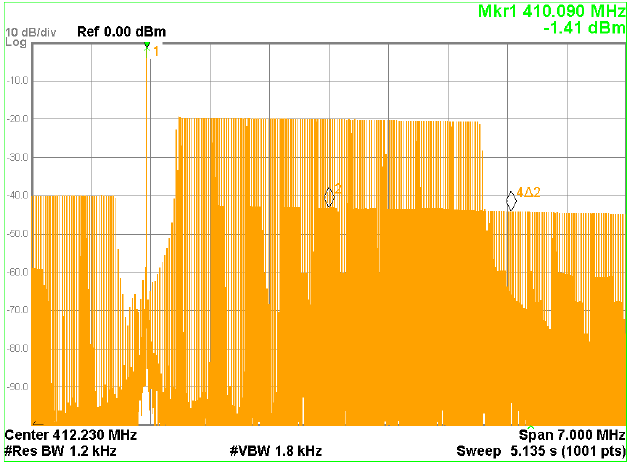 Mkr1 410.090 MHz
-1.41 dBm
10 dB/div
Log
Ref 0.00 dBm
1
-10.0
-20.0
-30.0
2
4Δ2
-40.0
-50.0
-60.0
-70.0
-80.0
-90.0
Center 412.230 MHz
Span 7.000 MHz
#Res BW 1.2 kHz
#VBW 1.8 kHz
Sweep 5.135 s (1001 pts)